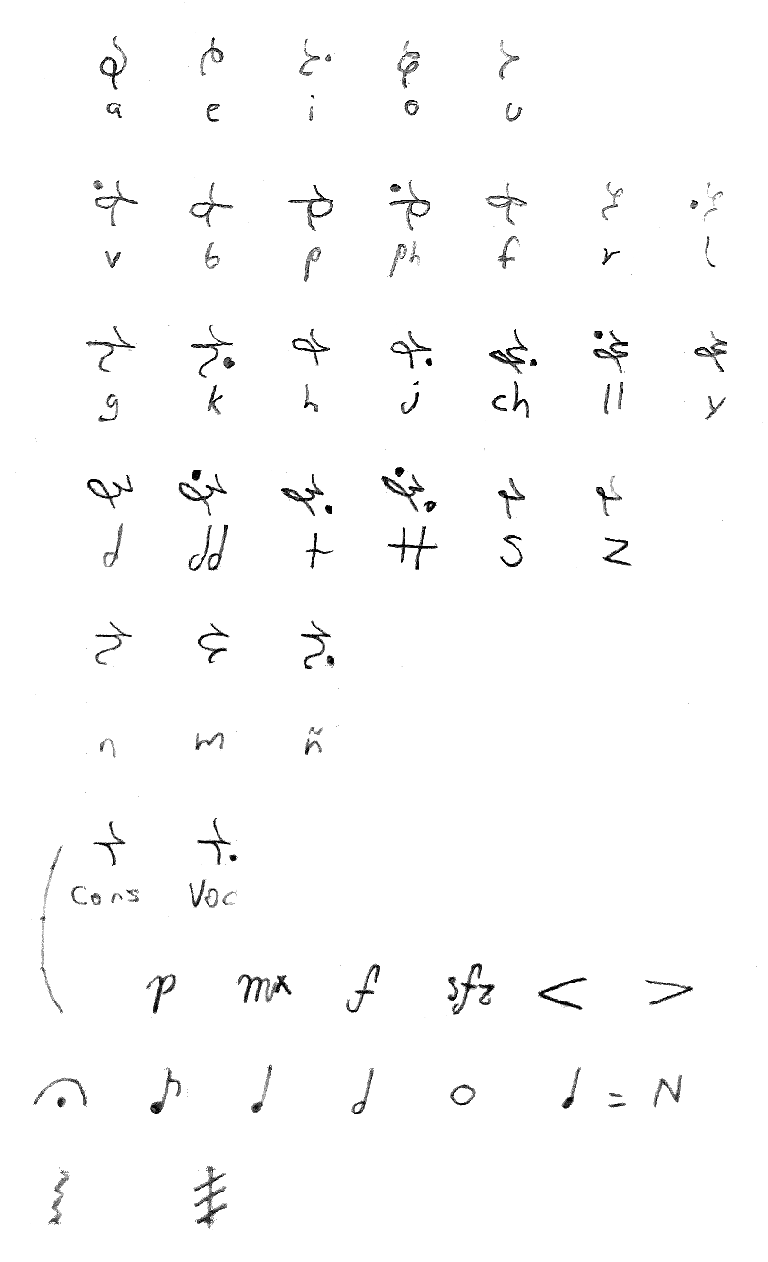 a e i o u
v b p ph f r l
g k h j ch ll y
d dd t tt s z
n m ñ
Cons Voc
p mx f sfz < >
= N